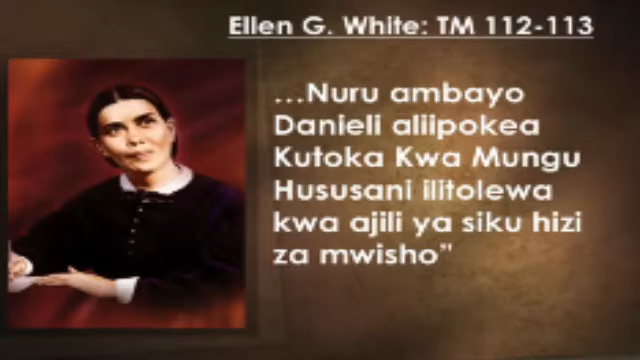 Ellen G. White: TM 112-113
...Nuru ambayo
Danieli aliipokea
Kutoka Kwa Mungu
Hususani ilitolewa
kwa ajili ya siku hizi
za mwisho”